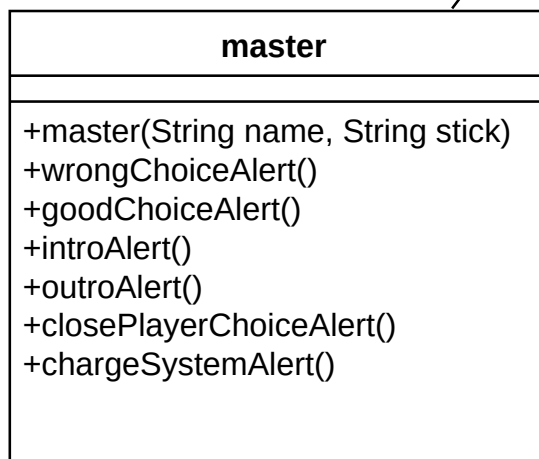 master
+master(String name, String stick)
+wrongChoiceAlert()
+goodChoiceAlert()
+introAlert()
+outroAlert()
+closePlayerChoiceAlert()
+chargeSystemAlert()